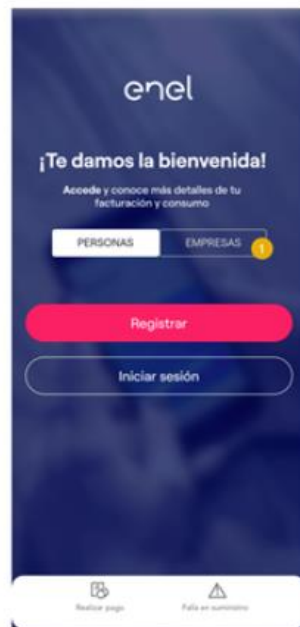 enel
¡Te damos la bienvenida!
Accede y conoce más detalles de tu
facturación y consumo
PERSONAS
EMPRESAS
1
Registrar
Iniciar sesión
Realizar pago
Falla en suministro